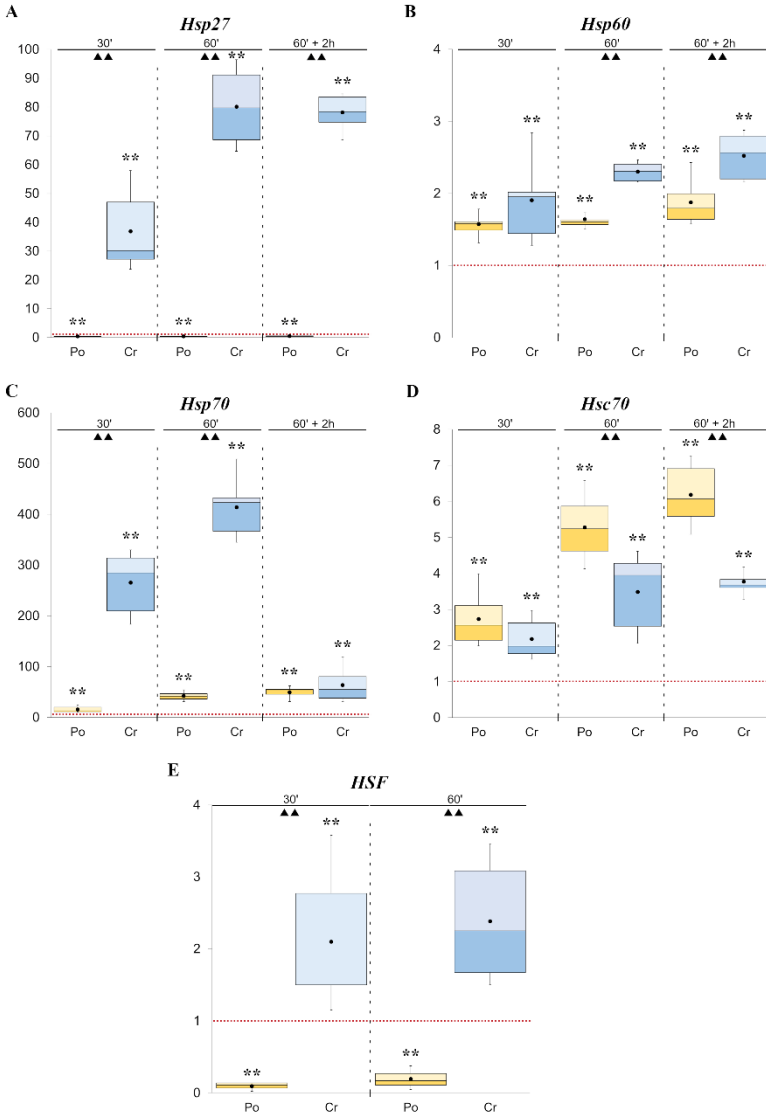 A
Hsp27
30' 60' 60' + 2h
▲▲ ▲▲ ▲▲
100
90
80
70
60
50
40
30
20
10
0
** ** ** ** ** **
Po Cr Po Cr Po Cr
B
Hsp60
30' 60' 60' + 2h
▲▲ ▲▲
4
3
2
1
0
** ** ** ** ** **
Po Cr Po Cr Po Cr
C
Hsp70
30' 60' 60' + 2h
▲▲ ▲▲
600
500
400
300
200
100
0
** ** ** ** ** **
Po Cr Po Cr Po Cr
D
Hsc70
30' 60' 60' + 2h
▲▲ ▲▲
8
7
6
5
4
3
2
1
0
** ** ** ** ** **
Po Cr Po Cr Po Cr
E
HSF
30' 60'
▲▲ ▲▲
4
3
2
1
0
** ** ** **
Po Cr Po Cr